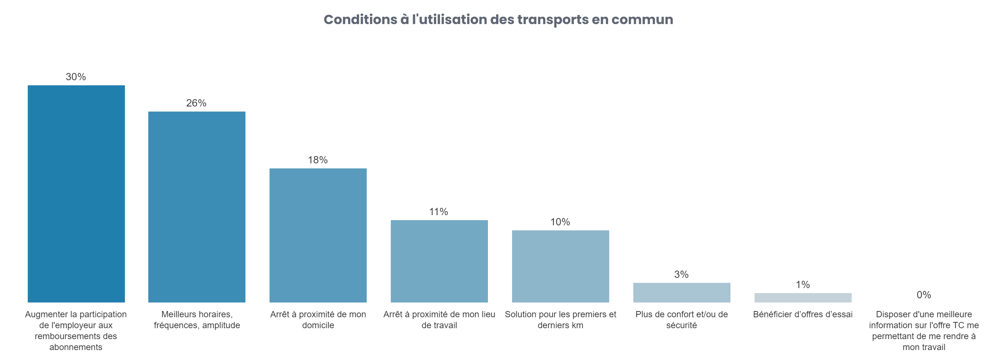 Conditions à l'utilisation des transports en commun
30%
26%
18%
11%
10%
3%
1%
0%
Augmenter la participation
de l'employeur aux
remboursements des
abonnements
Meilleurs horaires,
fréquences, amplitude
Arrêt à proximité de mon
domicile
Arrêt à proximité de mon lieu
de travail
Solution pour les premiers et
derniers km
Plus de confort et/ou de
sécurité
Bénéficier d’offres d’essai
Disposer d'une meilleure
information sur l'offre TC me
permettant de me rendre à
mon travail